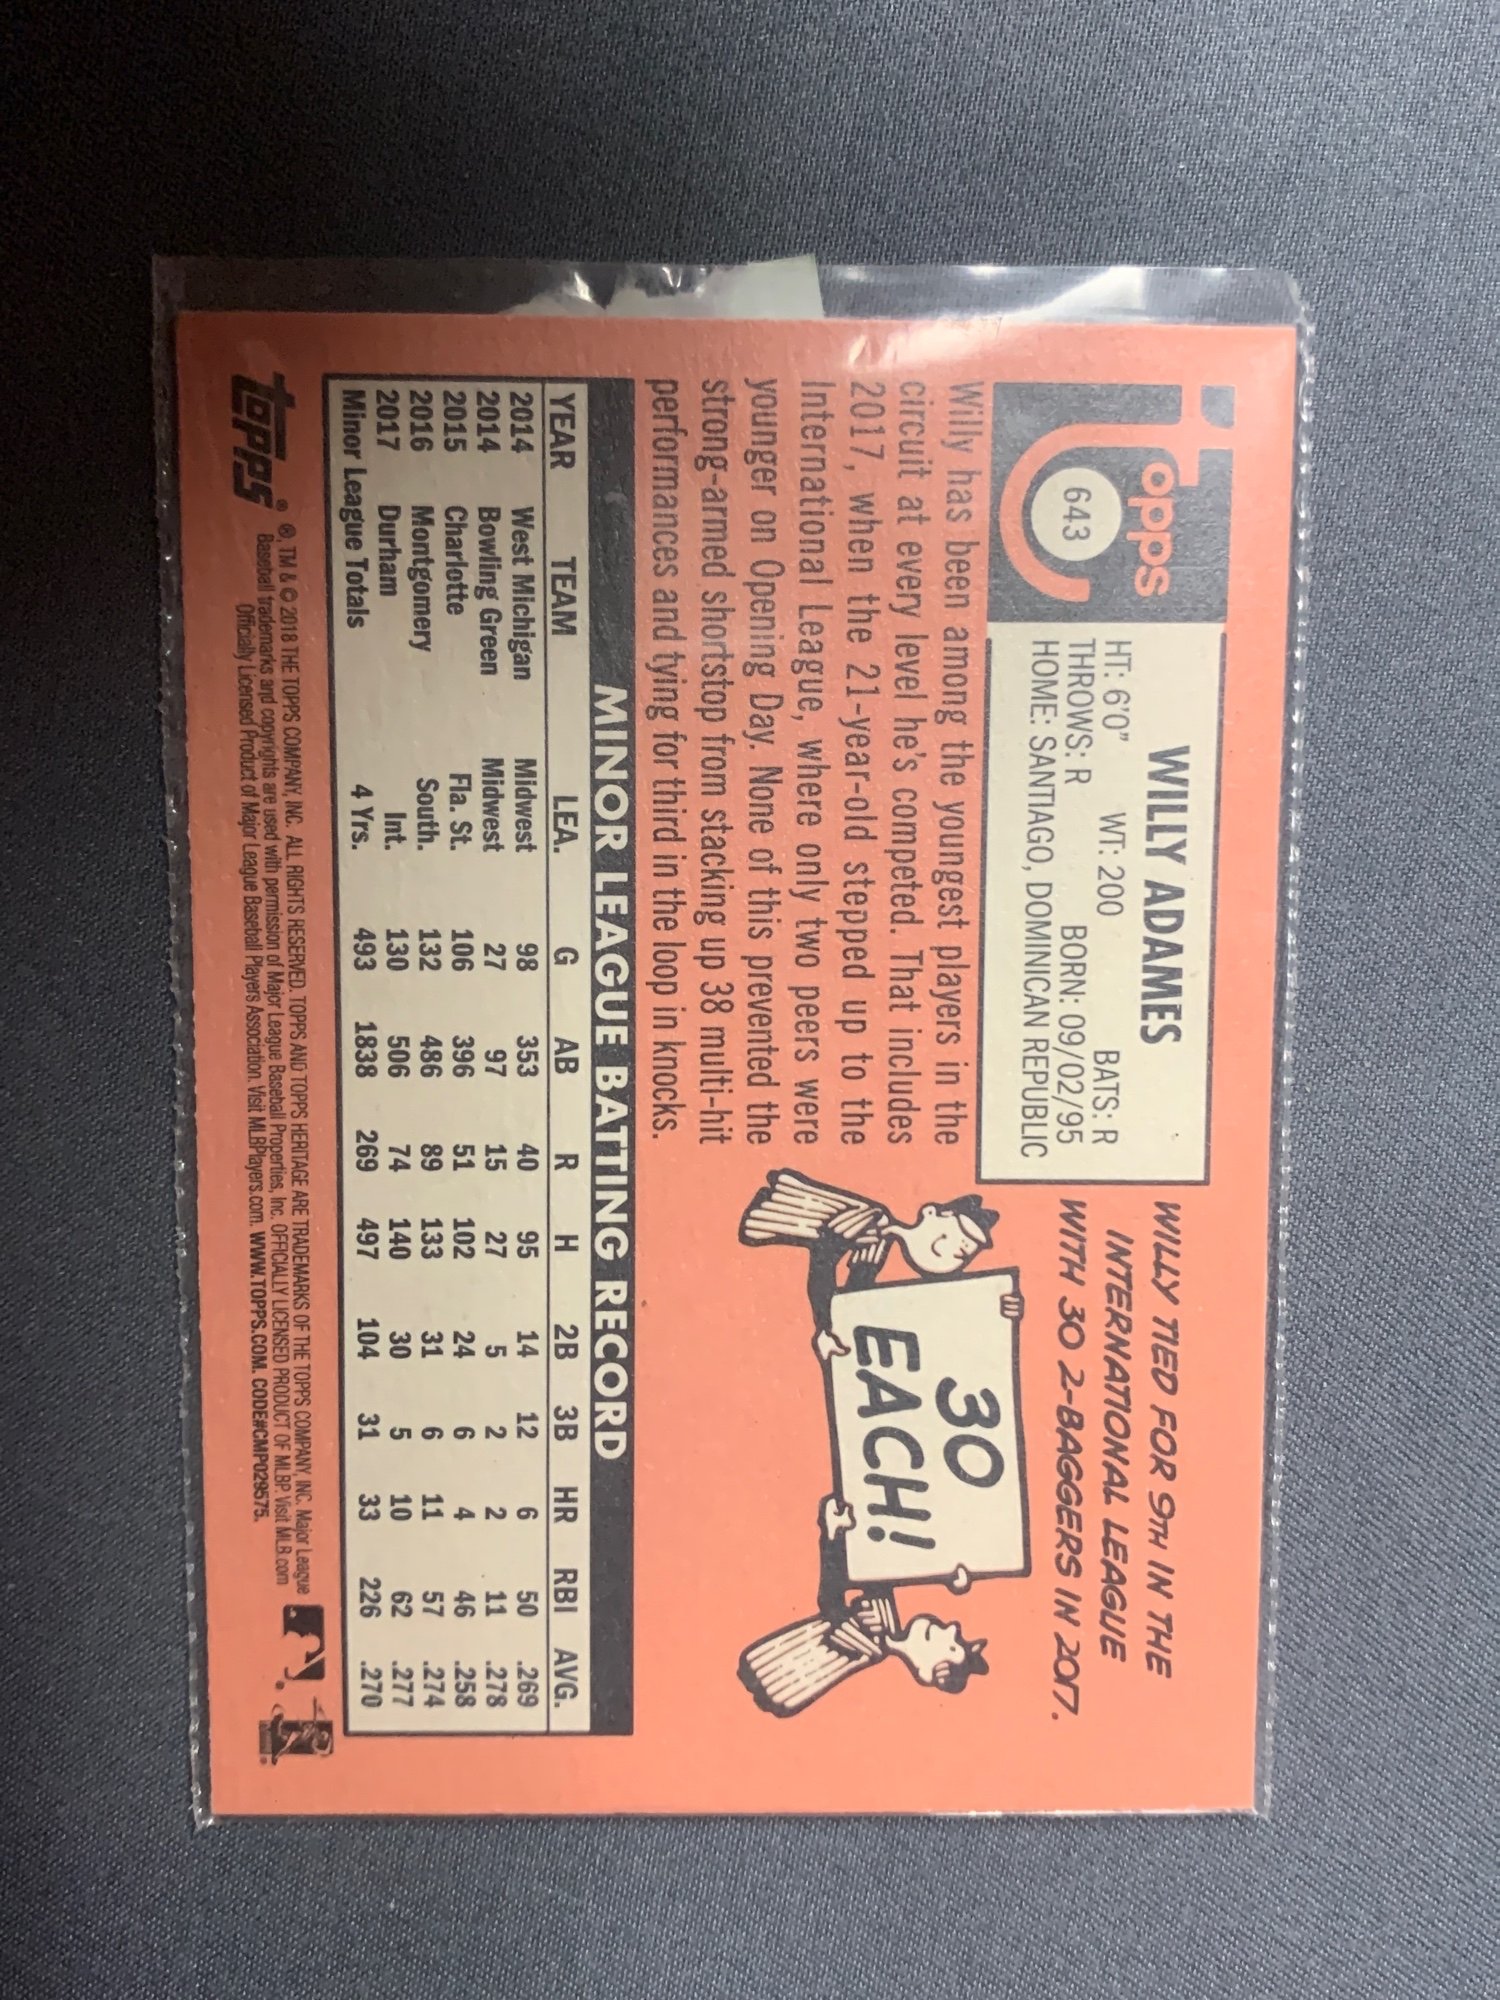 topps
643
WILLY ADAMES
HT: 6'0" WT: 200 BATS: R
THROWS: R BORN: 09/02/95
HOME: SANTIAGO, DOMINICAN REPUBLIC
WILLY TIED FOR 9TH IN THE
INTERNATIONAL LEAGUE
WITH 30 2-BAGGERS IN 2017.
30
EACH!
Willy has been among the youngest players in the
circuit at every level he's competed. That includes
2017, when the 21-year-old stepped up to the
International League, where only two peers were
younger on Opening Day. None of this prevented the
strong-armed shortstop from stacking up 38 multi-hit
performances and tying for third in the loop in knocks.
MINOR LEAGUE BATTING RECORD
YEAR TEAM LEA. G AB R H 2B 3B HR RBI AVG.
2014 West Michigan Midwest 98 353 40 95 14 12 6 50 .269
2014 Bowling Green Midwest 27 97 15 27 5 2 2 11 .278
2015 Charlotte Fla. St. 106 396 51 102 24 6 4 46 .258
2016 Montgomery South. 132 486 89 133 31 6 11 57 .274
2017 Durham Int. 130 506 74 140 30 5 10 62 .277
Minor League Totals 4 Yrs. 493 1838 269 497 104 31 33 226 .270
topps®
®, TM & © 2018 THE TOPPS COMPANY, INC. ALL RIGHTS RESERVED. TOPPS AND TOPPS HERITAGE ARE TRADEMARKS OF THE TOPPS COMPANY, INC. Major League
Baseball trademarks and copyrights are used with permission of Major League Baseball Properties, Inc. OFFICIALLY LICENSED PRODUCT OF MLBP. Visit MLB.com
Officially Licensed Product of Major League Baseball Players Association. Visit MLBPlayers.com. WWW.TOPPS.COM. CODE#CMP029575.